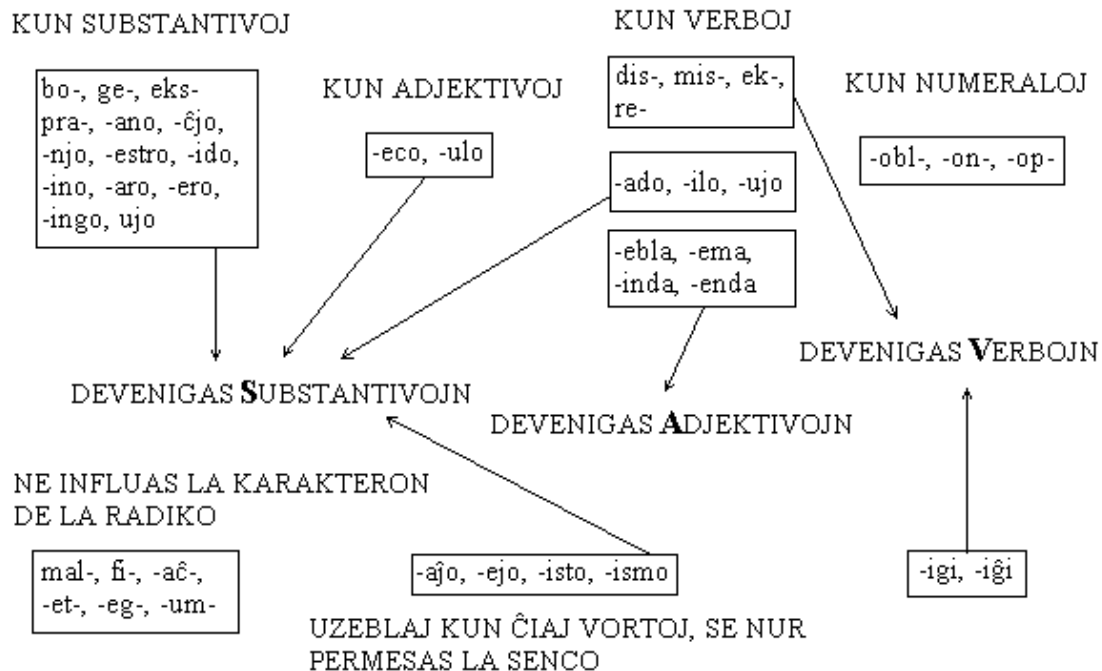 KUN SUBSTANTIVOJ
bo-, ge-, eks-
pra-, -ano, -ĉjo,
-njo, -estro, -ido,
-ino, -aro, -ero,
-ingo, ujo
KUN ADJEKTIVOJ
-eco, -ulo
KUN VERBOJ
dis-, mis-, ek-,
re-
-ado, -ilo, -ujo
-ebla, -ema,
-inda, -enda
KUN NUMERALOJ
-obl-, -on-, -op-
DEVENIGAS SUBSTANTIVOJN
DEVENIGAS ADJEKTIVOJN
DEVENIGAS VERBOJN
NE INFLUAS LA KARAKTERON
DE LA RADIKO
mal-, fi-, -aĉ-,
-et-, -eg-, -um-
-aĵo, -ejo, -isto, -ismo
UZEBLAJ KUN ĈIAJ VORTOJ, SE NUR
PERMESAS LA SENCO
-igi, -iĝi